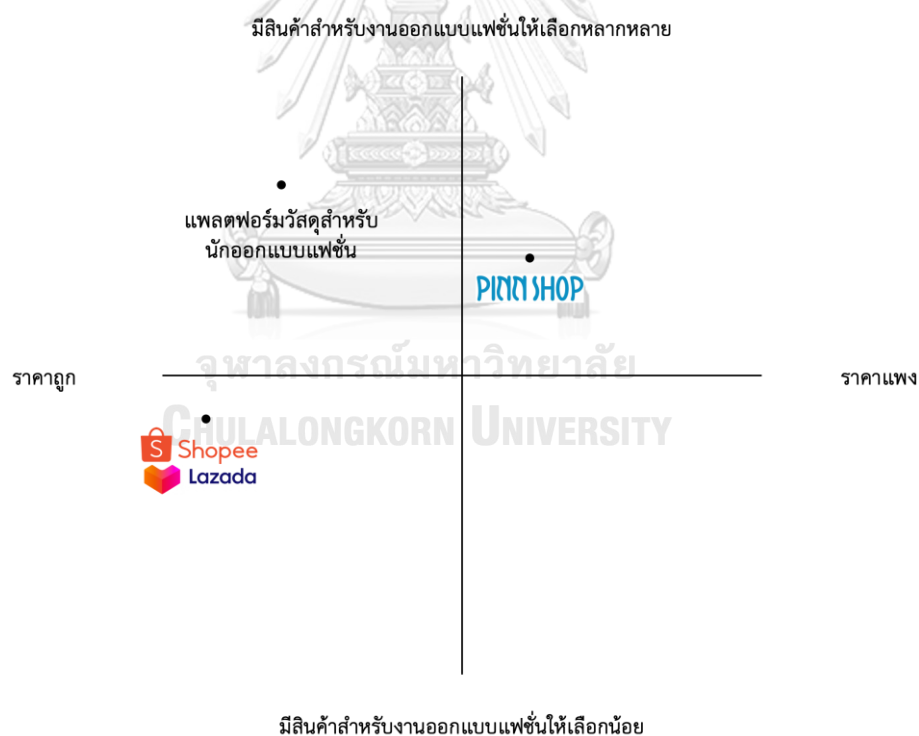 มีสินค้าสำหรับงานออกแบบแฟชั่นให้เลือกหลากหลาย
แพลตฟอร์มวัสดุสำหรับ
นักออกแบบแฟชั่น
PINN SHOP
จุฬาลงกรณ์มหาวิทยาลัย
ราคาถูก
ราคาแพง
CHULALONGKORN UNIVERSITY
S Shopee
Lazada
มีสินค้าสำหรับงานออกแบบแฟชั่นให้เลือกน้อย